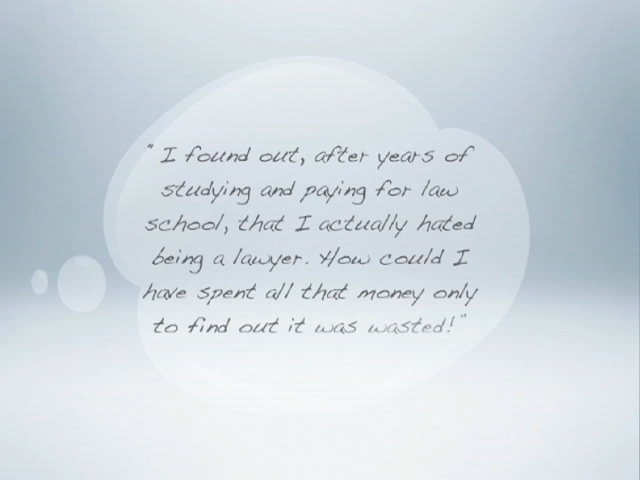 " I found out, after years of
studying and paying for law
school, that I actually hated
being a lawyer. How could I
have spent all that money only
to find out it was wasted! "